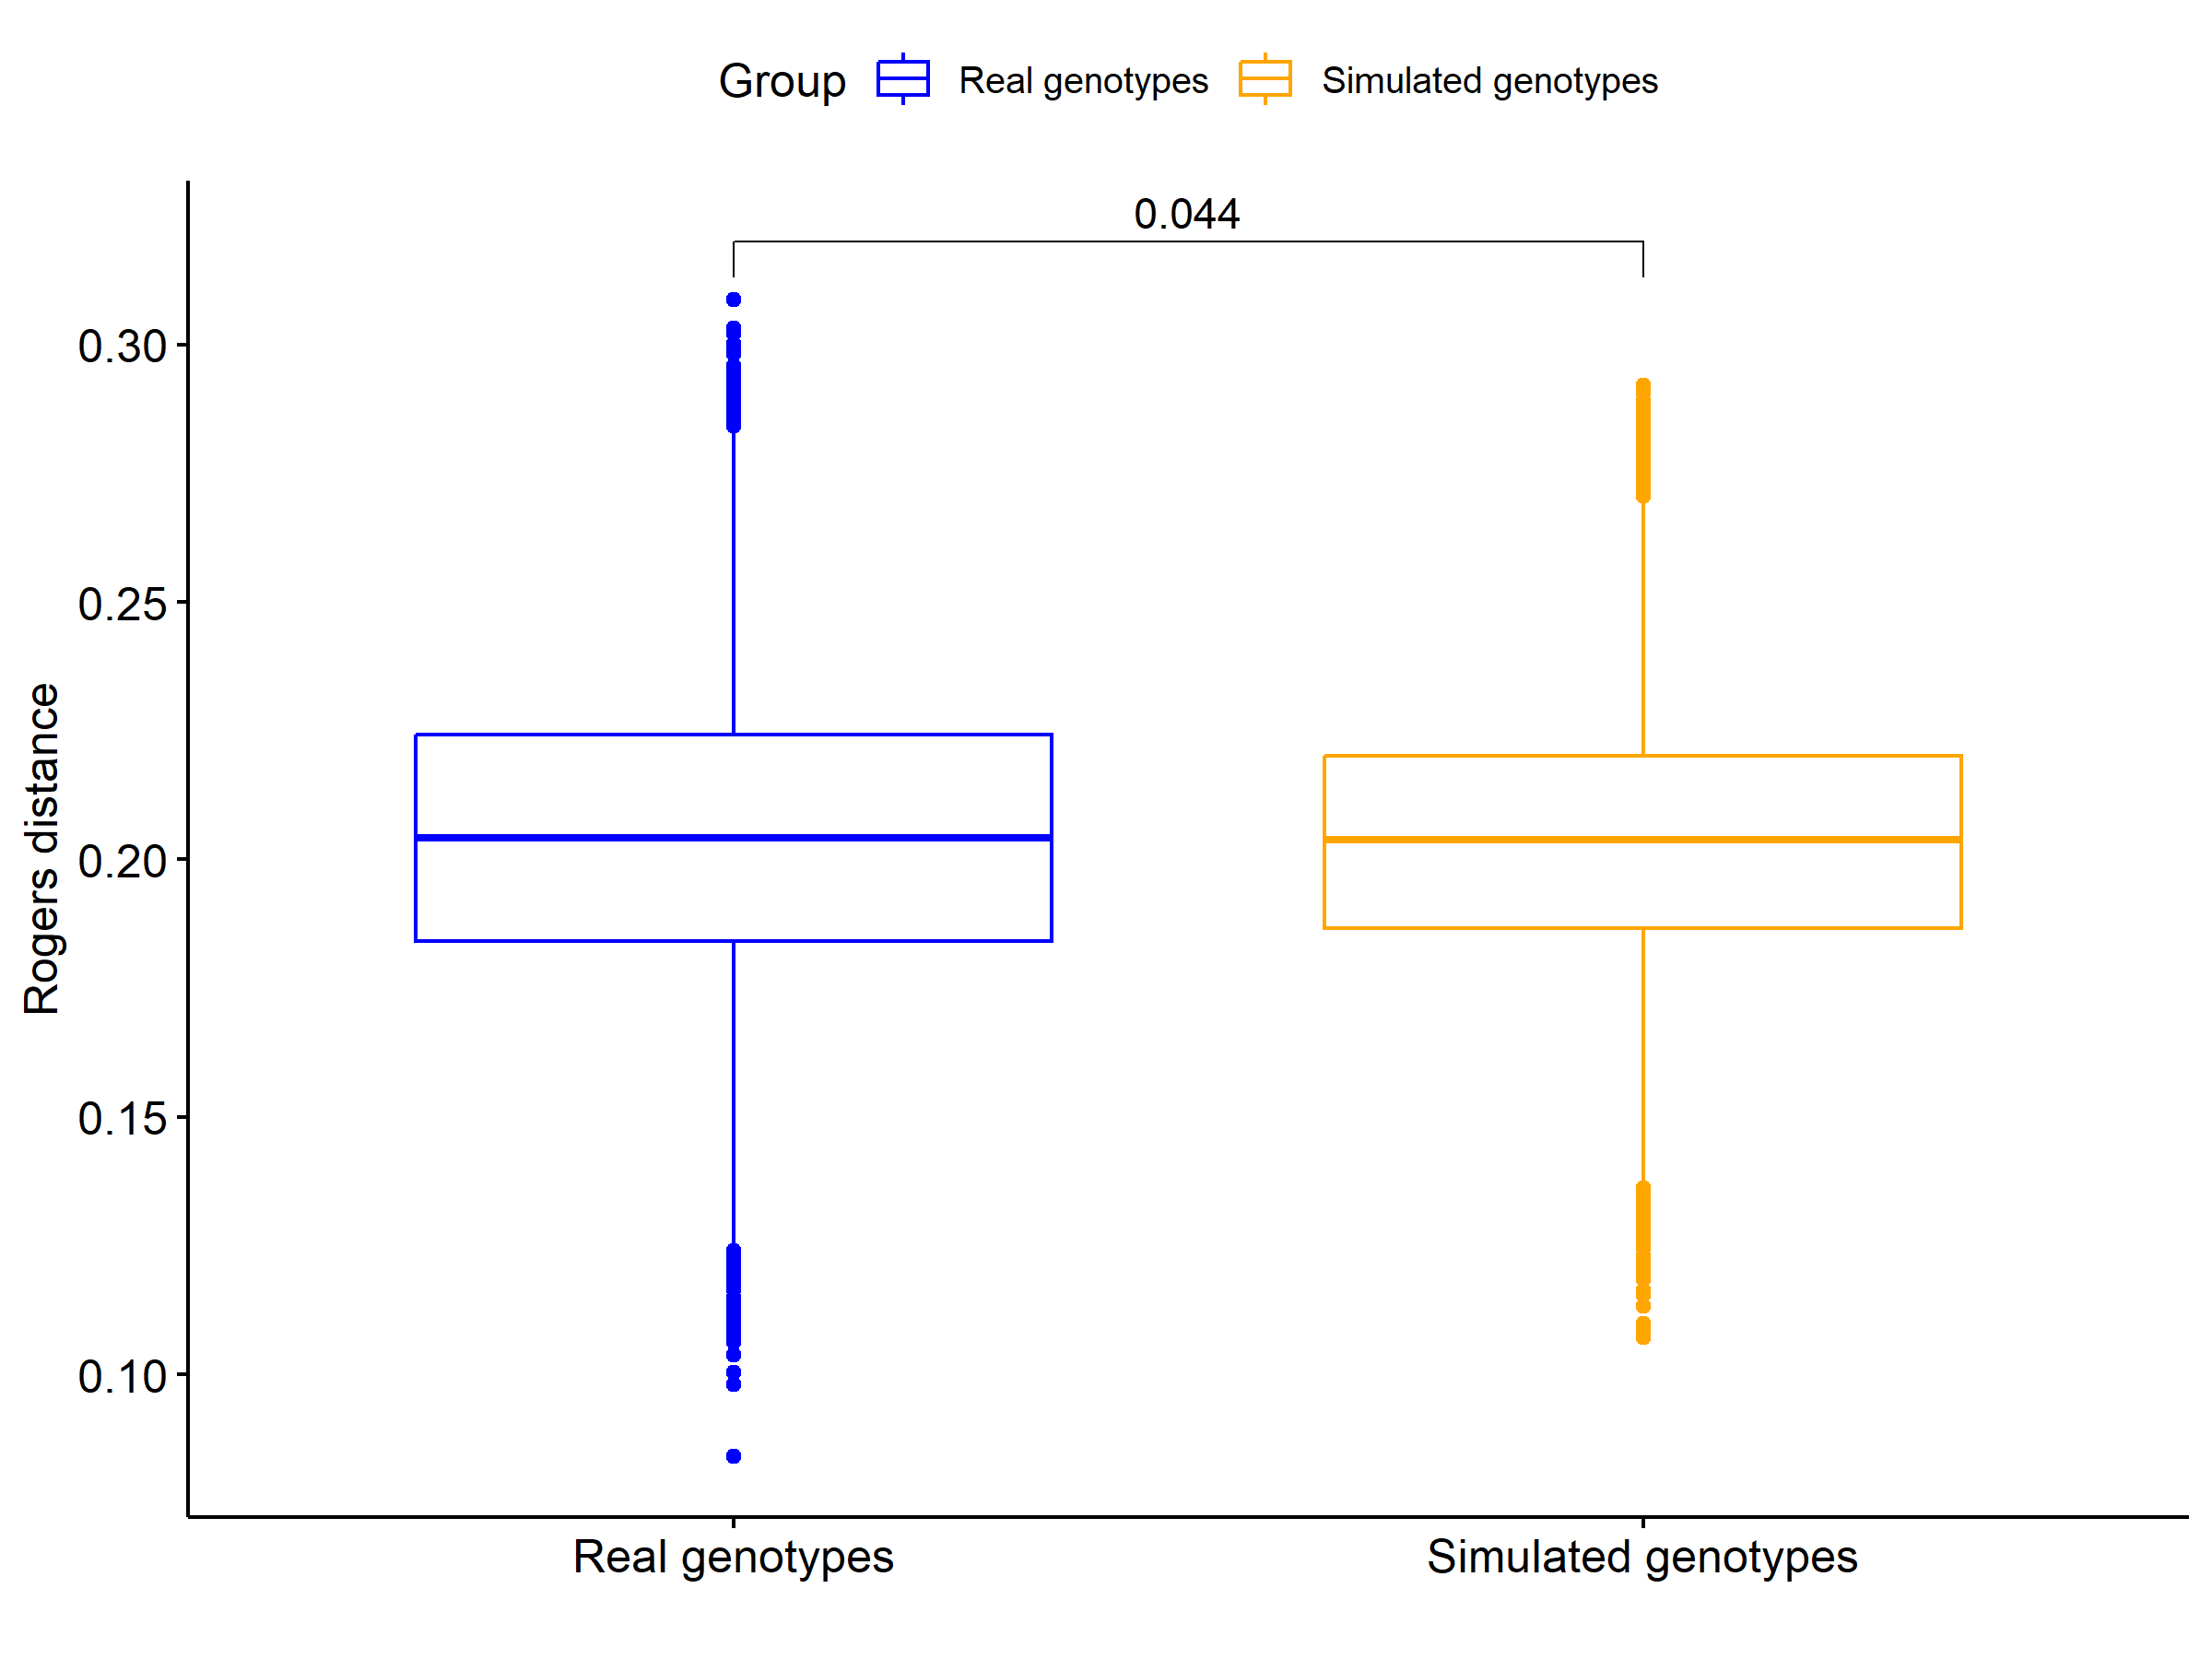 Group Real genotypes Simulated genotypes
0.044
0.30
0.25
0.20
0.15
0.10
Rogers distance
Real genotypes Simulated genotypes